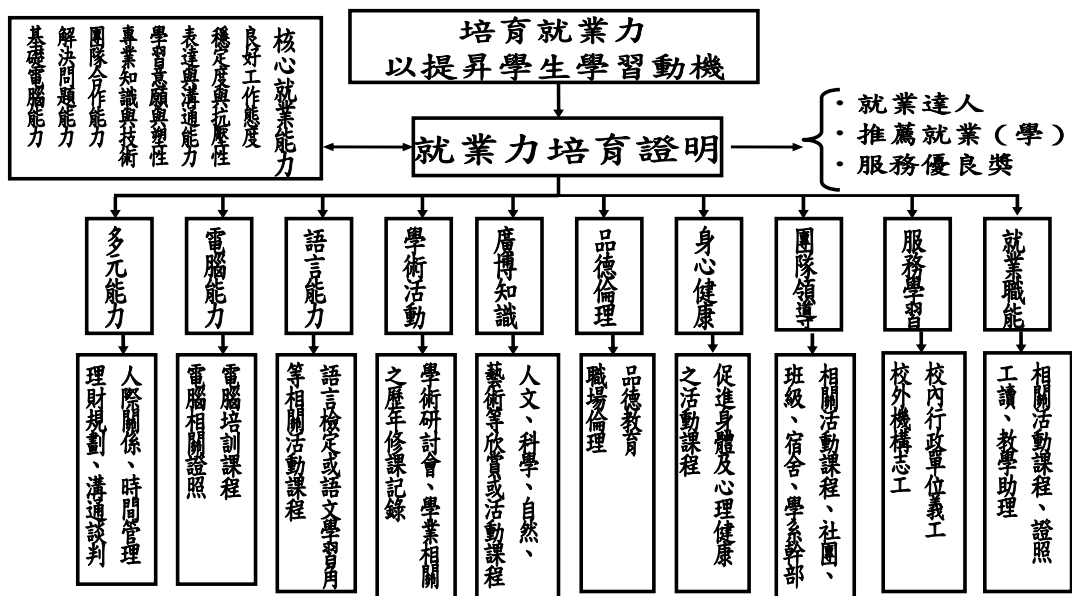 培育就業力
以提昇學生學習動機
核心就業能力
良好工作態度
穩定度與抗壓性
表達與溝通能力
學習意願與塑性
專業知識與技術
團隊合作能力
解決問題能力
基礎電腦能力
就業力培育證明
· 就業達人
· 推薦就業(學)
· 服務優良獎
就業職能
服務學習
團隊領導
身心健康
品德倫理
廣博知識
學術活動
語言能力
電腦能力
多元能力
相關活動課程、證照
工讀、教學助理
校內行政單位義工
校外機構志工
相關活動課程、社團、
班級、宿舍、學系幹部
促進身體及心理健康
之活動課程
品德教育
職場倫理
人文、科學、自然、
藝術等欣賞或活動課程
學術研討會、學業相關
之歷年修課記錄
語言檢定或語文學習用
等相關活動課程
電腦培訓課程
電腦相關證照
人際關係、時間管理
理財規劃、溝通談判